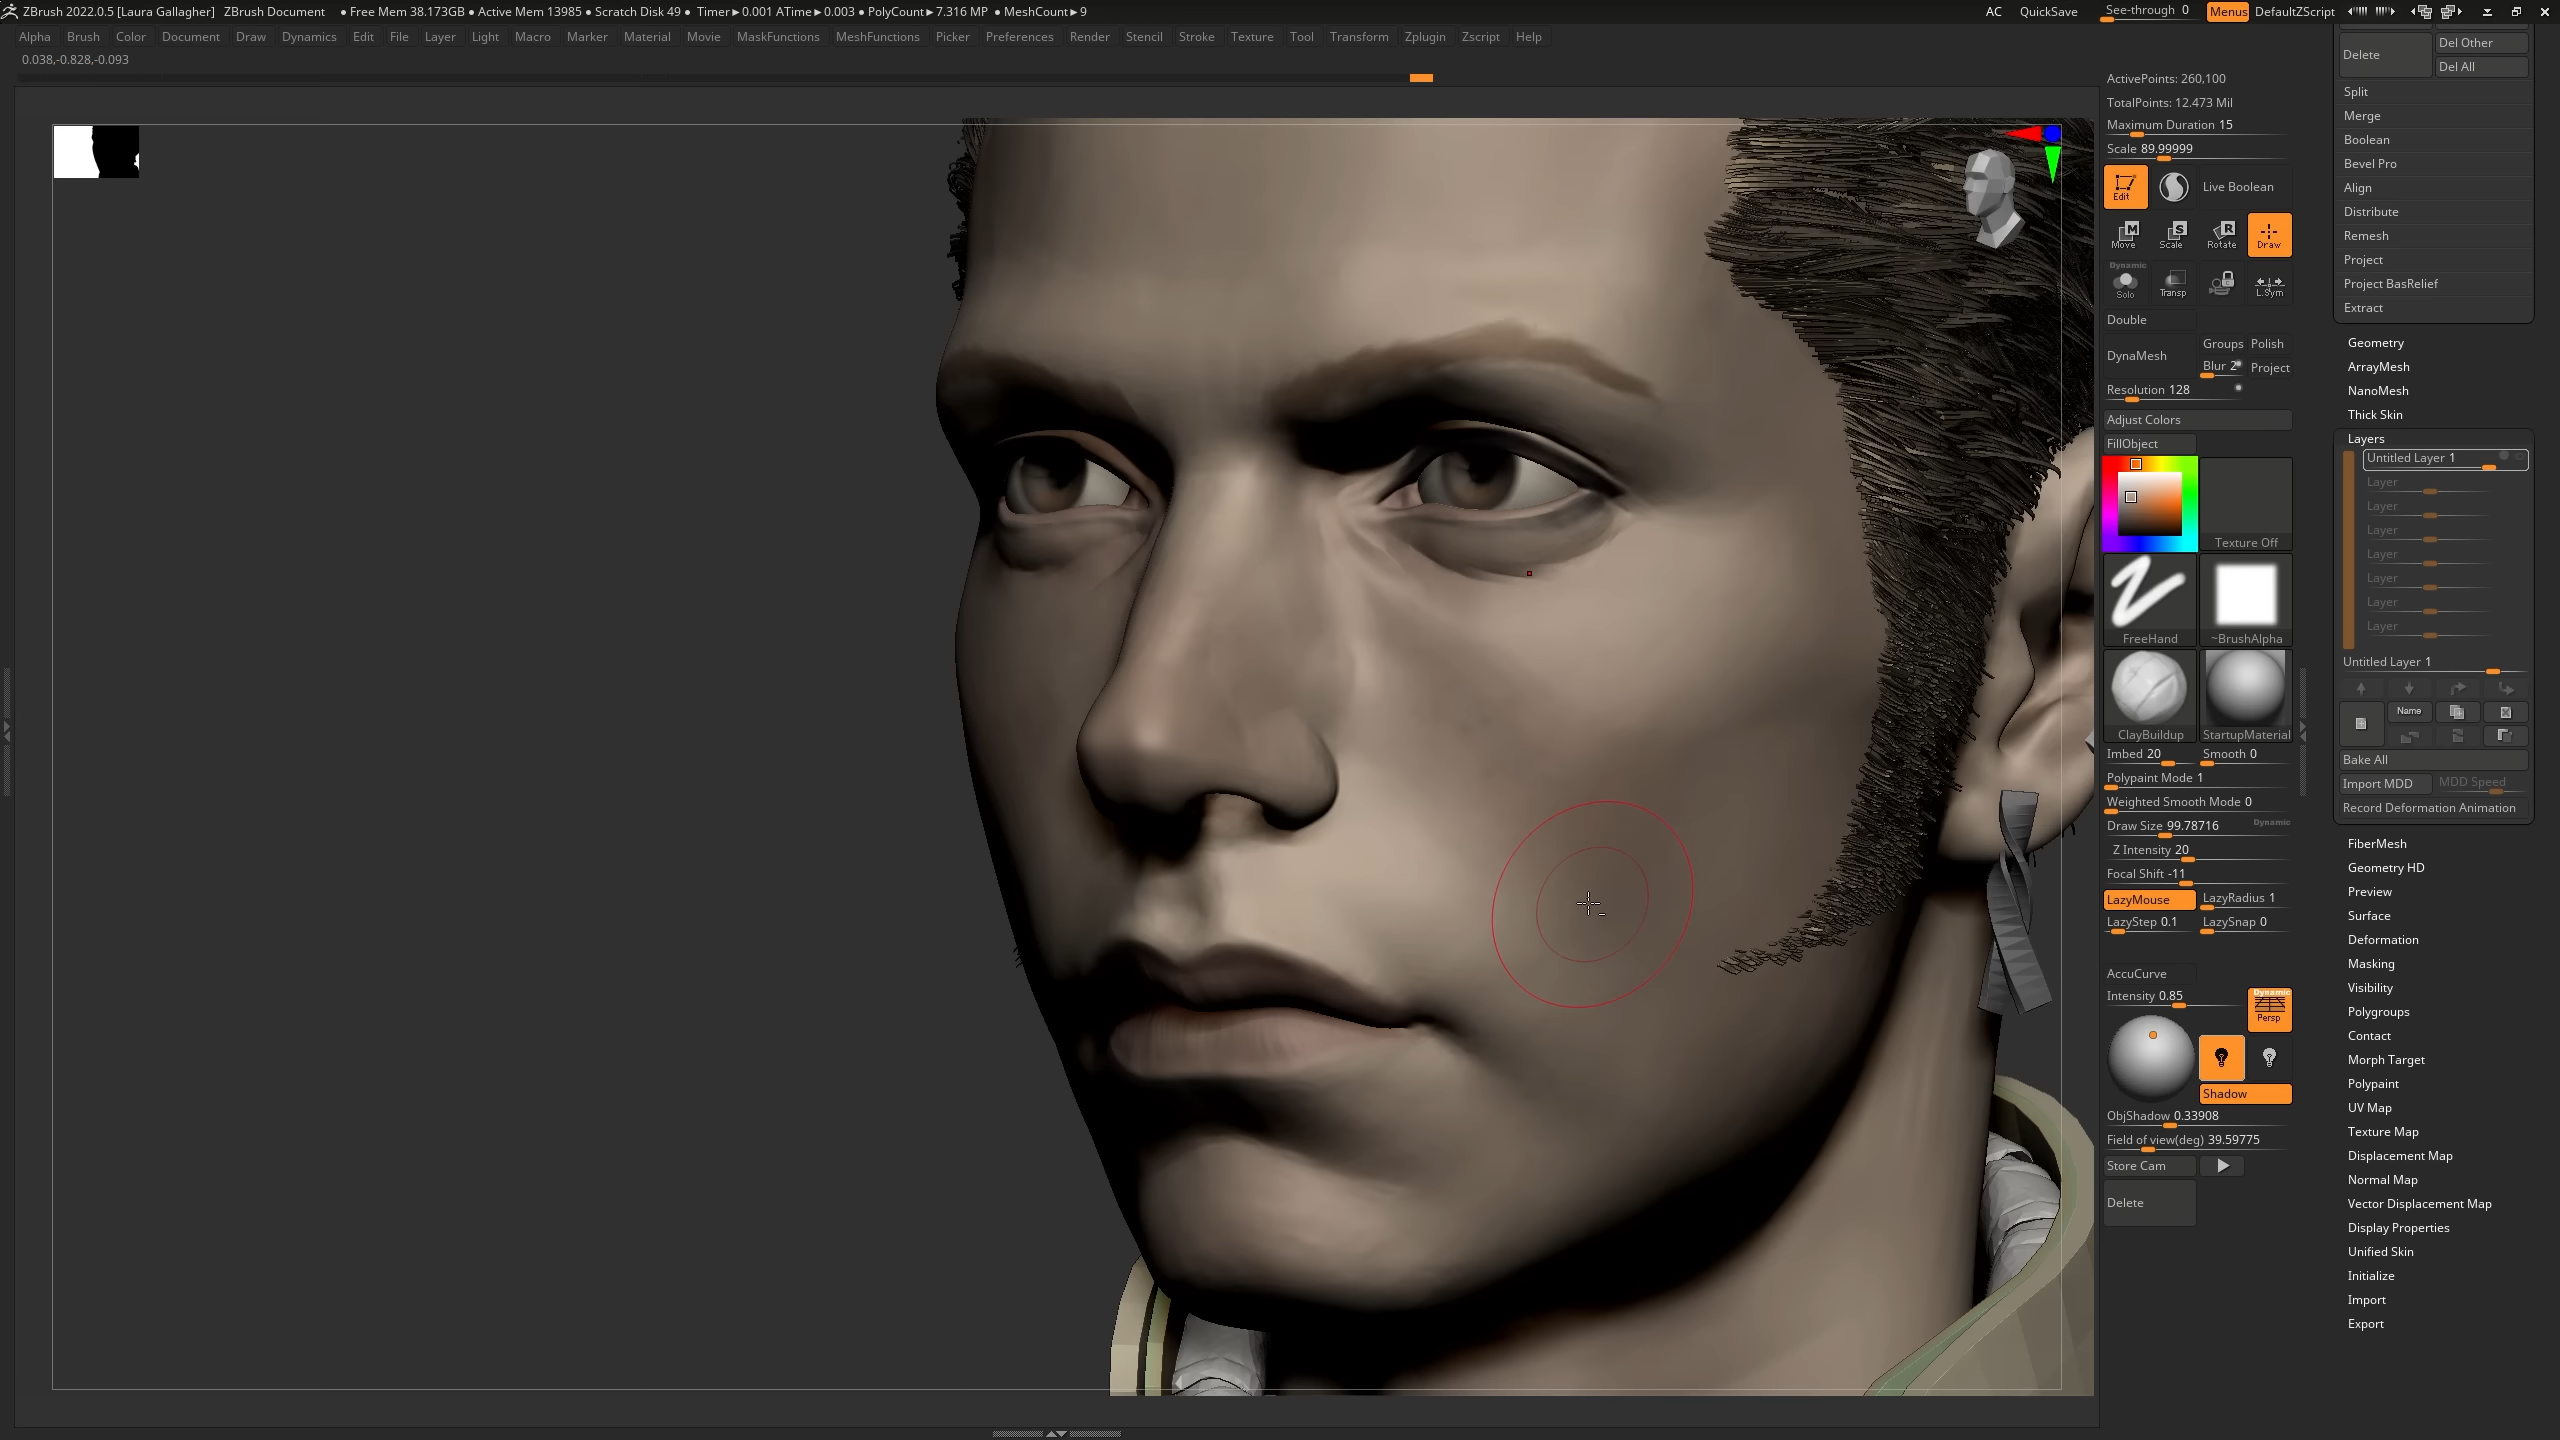 ZBrush 2022.0.5 [Laura Gallagher] ZBrush Document ● Free Mem 38.173GB ● Active Mem 13985 ● Scratch Disk 49 ● Timer►0.001 ATime►0.003 ● PolyCount►7.316 MP ● MeshCount►9 AC QuickSave See-through 0 Menus DefaultZScript
Alpha Brush Color Document Draw Dynamics Edit File Layer Light Macro Marker Material Movie MaskFunctions MeshFunctions Picker Preferences Render Stencil Stroke Texture Tool Transform Zplugin Zscript Help
0.038,-0.828,-0.093
ActivePoints: 260,100
TotalPoints: 12.473 Mil
Maximum Duration 15
Scale 89.99999
Edit Live Boolean
Move Scale Rotate Draw
Dynamic
Solo Transp L.Sym
Double
DynaMesh Groups Polish
Blur 2 Project
Resolution 128
Adjust Colors
FillObject
Texture Off
FreeHand ~BrushAlpha
ClayBuildup StartupMaterial
Imbed 20 Smooth 0
Polypaint Mode 1
Weighted Smooth Mode 0
Draw Size 99.78716 Dynamic
Z Intensity 20
Focal Shift -11
LazyMouse LazyRadius 1
LazyStep 0.1 LazySnap 0
AccuCurve
Intensity 0.85
Dynamic
Persp
Shadow
ObjShadow 0.33908
Field of view(deg) 39.59775
Store Cam
Delete
Delete Del Other
Del All
Split
Merge
Boolean
Bevel Pro
Align
Distribute
Remesh
Project
Project BasRelief
Extract
Geometry
ArrayMesh
NanoMesh
Thick Skin
Layers
Untitled Layer 1
Layer
Layer
Layer
Layer
Layer
Layer
Layer
Untitled Layer 1
Name
Bake All
Import MDD MDD Speed
Record Deformation Animation
FiberMesh
Geometry HD
Preview
Surface
Deformation
Masking
Visibility
Polygroups
Contact
Morph Target
Polypaint
UV Map
Texture Map
Displacement Map
Normal Map
Vector Displacement Map
Display Properties
Unified Skin
Initialize
Import
Export